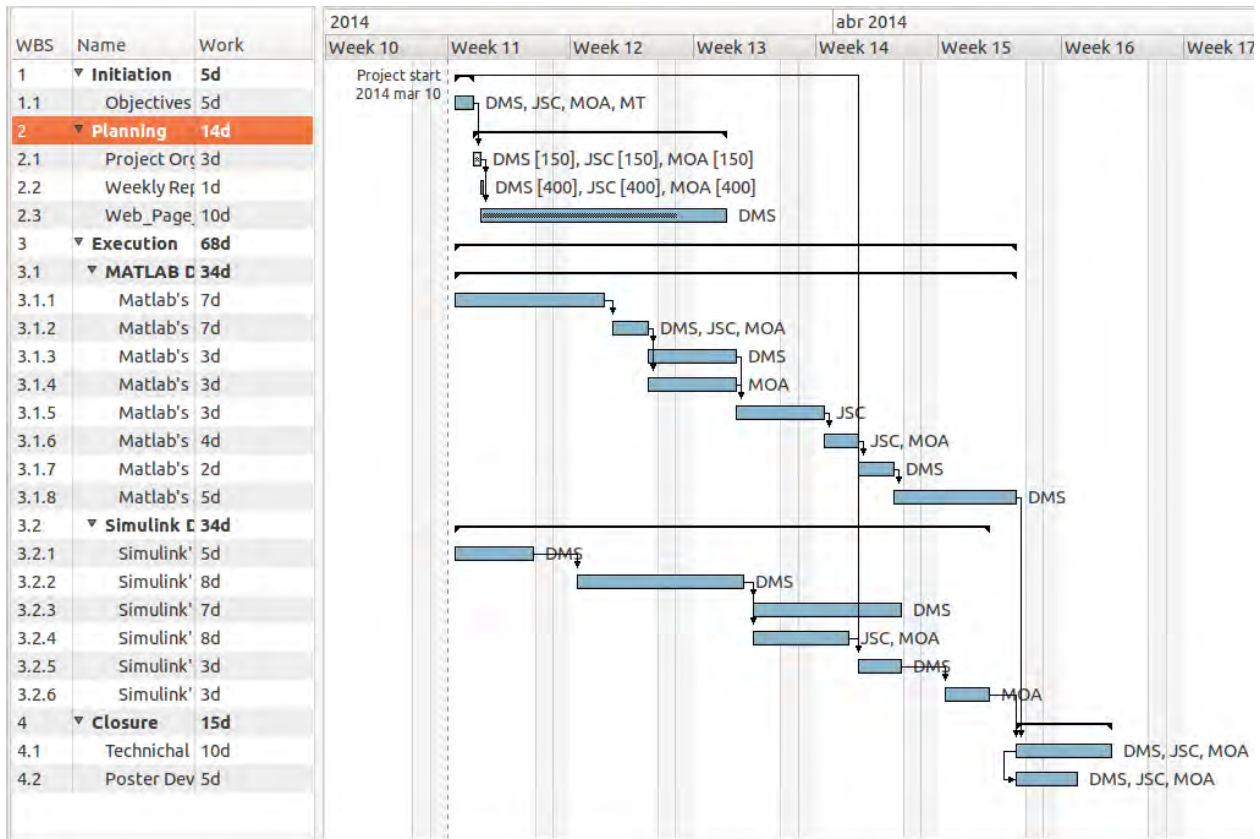 2014 abr 2014
WBS Name Work Week 10 Week 11 Week 12 Week 13 Week 14 Week 15 Week 16 Week 17
1 Initiation 5d Project start
2014 mar 10
1.1 Objectives 5d DMS, JSC, MOA, MT
2 Planning 14d
2.1 Project Org 3d DMS [150], JSC [150], MOA [150]
2.2 Weekly Rep 1d DMS [400], JSC [400], MOA [400]
2.3 Web_Page_ 10d DMS
3 Execution 68d
3.1 MATLAB D 34d
3.1.1 Matlab's 7d
3.1.2 Matlab's 7d DMS, JSC, MOA
3.1.3 Matlab's 3d DMS
3.1.4 Matlab's 3d MOA
3.1.5 Matlab's 3d JSC
3.1.6 Matlab's 4d JSC, MOA
3.1.7 Matlab's 2d DMS
3.1.8 Matlab's 5d DMS
3.2 Simulink D 34d
3.2.1 Simulink' 5d DMS
3.2.2 Simulink' 8d DMS
3.2.3 Simulink' 7d DMS
3.2.4 Simulink' 8d JSC, MOA
3.2.5 Simulink' 3d DMS
3.2.6 Simulink' 3d MOA
4 Closure 15d
4.1 Technichal 10d DMS, JSC, MOA
4.2 Poster Dev 5d DMS, JSC, MOA